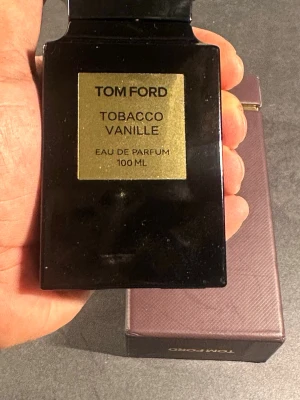 TOM FORD
TOBACCO
VANILLE
EAU DE PARFUM
100 ML
TOM FORD